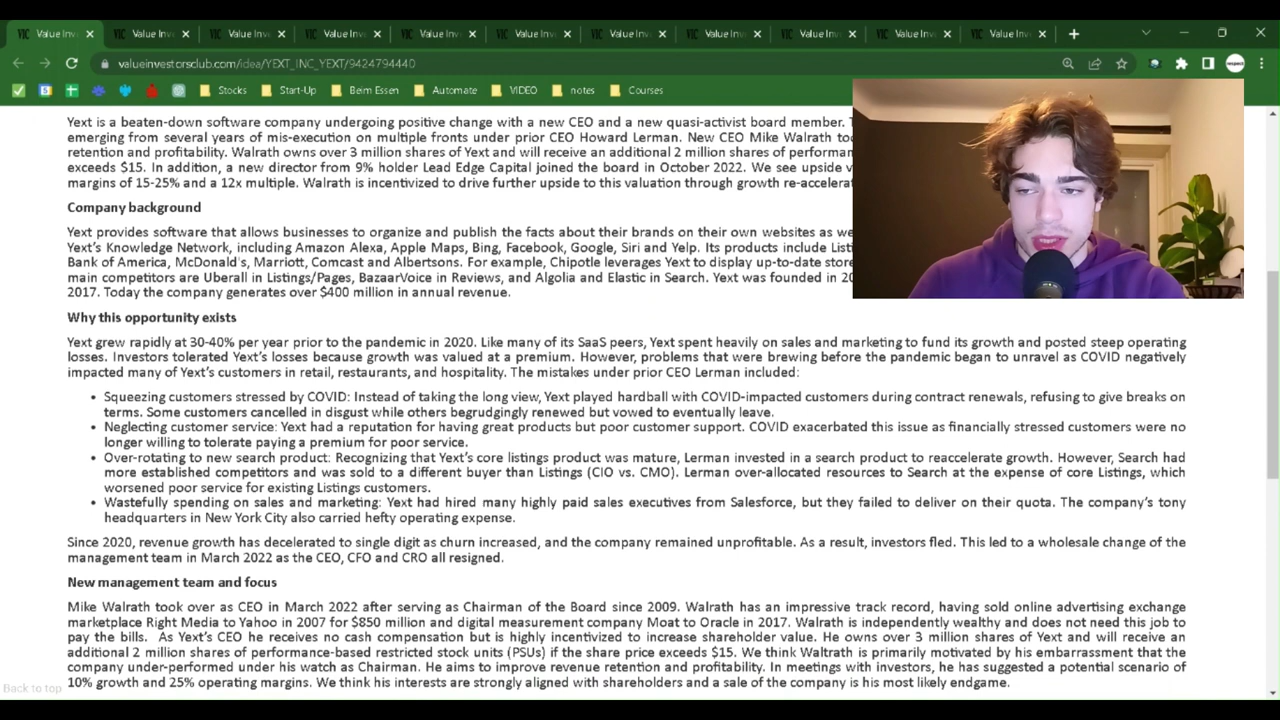 Value Inv
Value Inve
Value Inve
Value Inve
Value Inve
Value Inve
Value Inve
Value Inve
Value Inve
Value Inve
Value Inve
valueinvestorsclub.com/idea/YEXT_INC_YEXT/9424794440
Stocks
Start-Up
Beim Essen
Automate
VIDEO
notes
Courses
Yext is a beaten-down software company undergoing positive change with a new CEO and a new quasi-activist board member. T
emerging from several years of mis-execution on multiple fronts under prior CEO Howard Lerman. New CEO Mike Walrath too
retention and profitability. Walrath owns over 3 million shares of Yext and will receive an additional 2 million shares of performan
exceeds $15. In addition, a new director from 9% holder Lead Edge Capital joined the board in October 2022. We see upside v
margins of 15-25% and a 12x multiple. Walrath is incentivized to drive further upside to this valuation through growth re-accelerat
Company background
Yext provides software that allows businesses to organize and publish the facts about their brands on their own websites as we
Yext's Knowledge Network, including Amazon Alexa, Apple Maps, Bing, Facebook, Google, Siri and Yelp. Its products include Listi
Bank of America, McDonald's, Marriott, Comcast and Albertsons. For example, Chipotle leverages Yext to display up-to-date store
main competitors are Uberall in Listings/Pages, BazaarVoice in Reviews, and Algolia and Elastic in Search. Yext was founded in 20
2017. Today the company generates over $400 million in annual revenue.
Why this opportunity exists
Yext grew rapidly at 30-40% per year prior to the pandemic in 2020. Like many of its SaaS peers, Yext spent heavily on sales and marketing to fund its growth and posted steep operating
losses. Investors tolerated Yext's losses because growth was valued at a premium. However, problems that were brewing before the pandemic began to unravel as COVID negatively
impacted many of Yext's customers in retail, restaurants, and hospitality. The mistakes under prior CEO Lerman included:
• Squeezing customers stressed by COVID: Instead of taking the long view, Yext played hardball with COVID-impacted customers during contract renewals, refusing to give breaks on
terms. Some customers cancelled in disgust while others begrudgingly renewed but vowed to eventually leave.
• Neglecting customer service: Yext had a reputation for having great products but poor customer support. COVID exacerbated this issue as financially stressed customers were no
longer willing to tolerate paying a premium for poor service.
• Over-rotating to new search product: Recognizing that Yext's core listings product was mature, Lerman invested in a search product to reaccelerate growth. However, Search had
more established competitors and was sold to a different buyer than Listings (CIO vs. CMO). Lerman over-allocated resources to Search at the expense of core Listings, which
worsened poor service for existing Listings customers.
• Wastefully spending on sales and marketing: Yext had hired many highly paid sales executives from Salesforce, but they failed to deliver on their quota. The company's tony
headquarters in New York City also carried hefty operating expense.
Since 2020, revenue growth has decelerated to single digit as churn increased, and the company remained unprofitable. As a result, investors fled. This led to a wholesale change of the
management team in March 2022 as the CEO, CFO and CRO all resigned.
New management team and focus
Mike Walrath took over as CEO in March 2022 after serving as Chairman of the Board since 2009. Walrath has an impressive track record, having sold online advertising exchange
marketplace Right Media to Yahoo in 2007 for $850 million and digital measurement company Moat to Oracle in 2017. Walrath is independently wealthy and does not need this job to
pay the bills. As Yext's CEO he receives no cash compensation but is highly incentivized to increase shareholder value. He owns over 3 million shares of Yext and will receive an
additional 2 million shares of performance-based restricted stock units (PSUs) if the share price exceeds $15. We think Waltrath is primarily motivated by his embarrassment that the
company under-performed under his watch as Chairman. He aims to improve revenue retention and profitability. In meetings with investors, he has suggested a potential scenario of
10% growth and 25% operating margins. We think his interests are strongly aligned with shareholders and a sale of the company is his most likely endgame.
Back to top